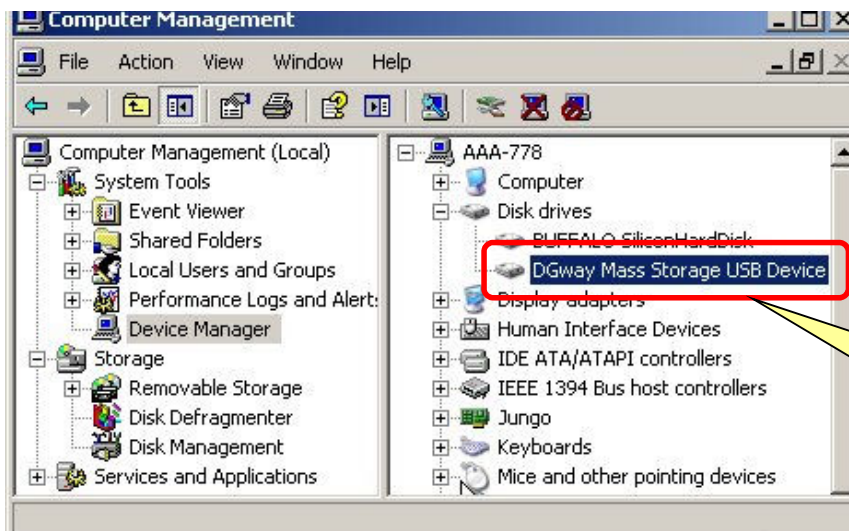 Computer Management
File Action View Window Help
Computer Management (Local)
System Tools
Event Viewer
Shared Folders
Local Users and Groups
Performance Logs and Alert:
Device Manager
Storage
Removable Storage
Disk Defragmenter
Disk Management
Services and Applications
AAA-778
Computer
Disk drives
BUFFALO SiliconHardDisk
DGway Mass Storage USB Device
Display adapters
Human Interface Devices
IDE ATA/ATAPI controllers
IEEE 1394 Bus host controllers
Jungo
Keyboards
Mice and other pointing devices